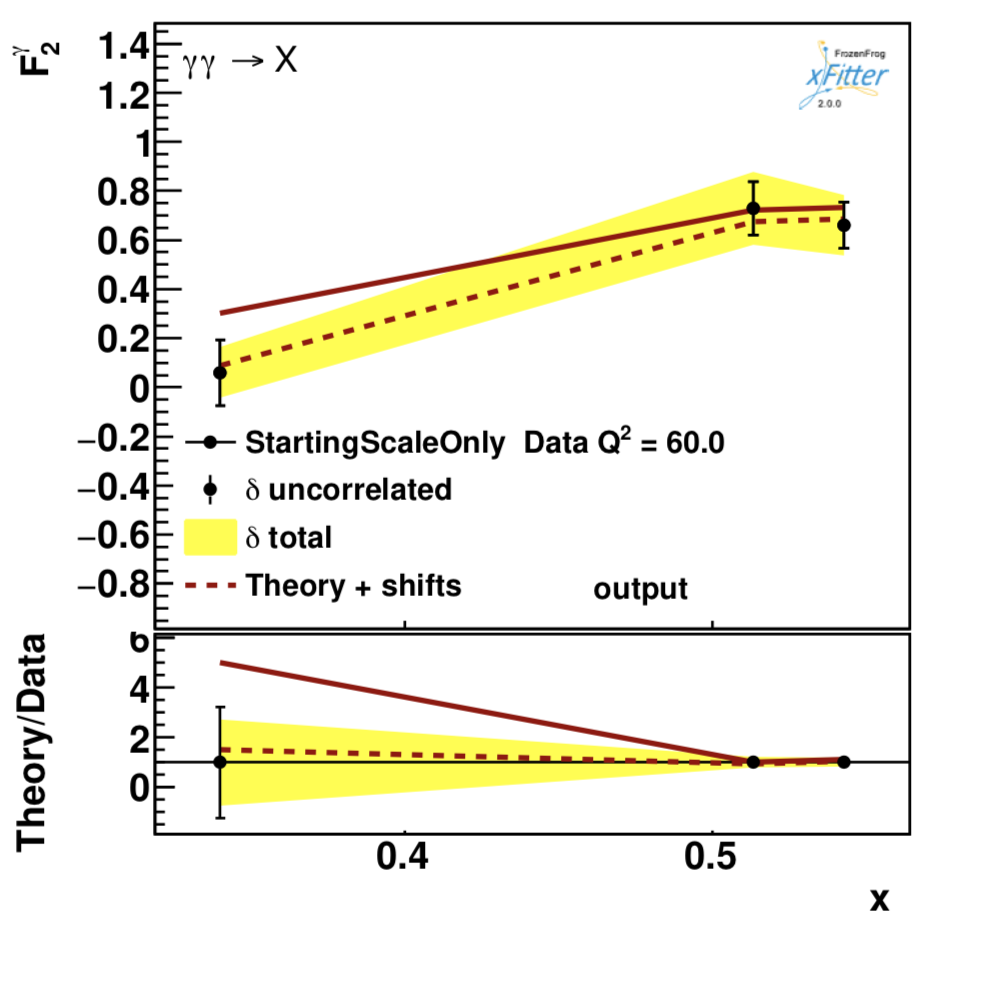 F₂^γ
γγ → X
FrozenFrog
xFitter
2.0.0
1.4
1.2
1
0.8
0.6
0.4
0.2
0
−0.2
−0.4
−0.6
−0.8
StartingScaleOnly Data Q² = 60.0
δ uncorrelated
δ total
Theory + shifts
output
Theory/Data
6
4
2
0
0.4
0.5
x